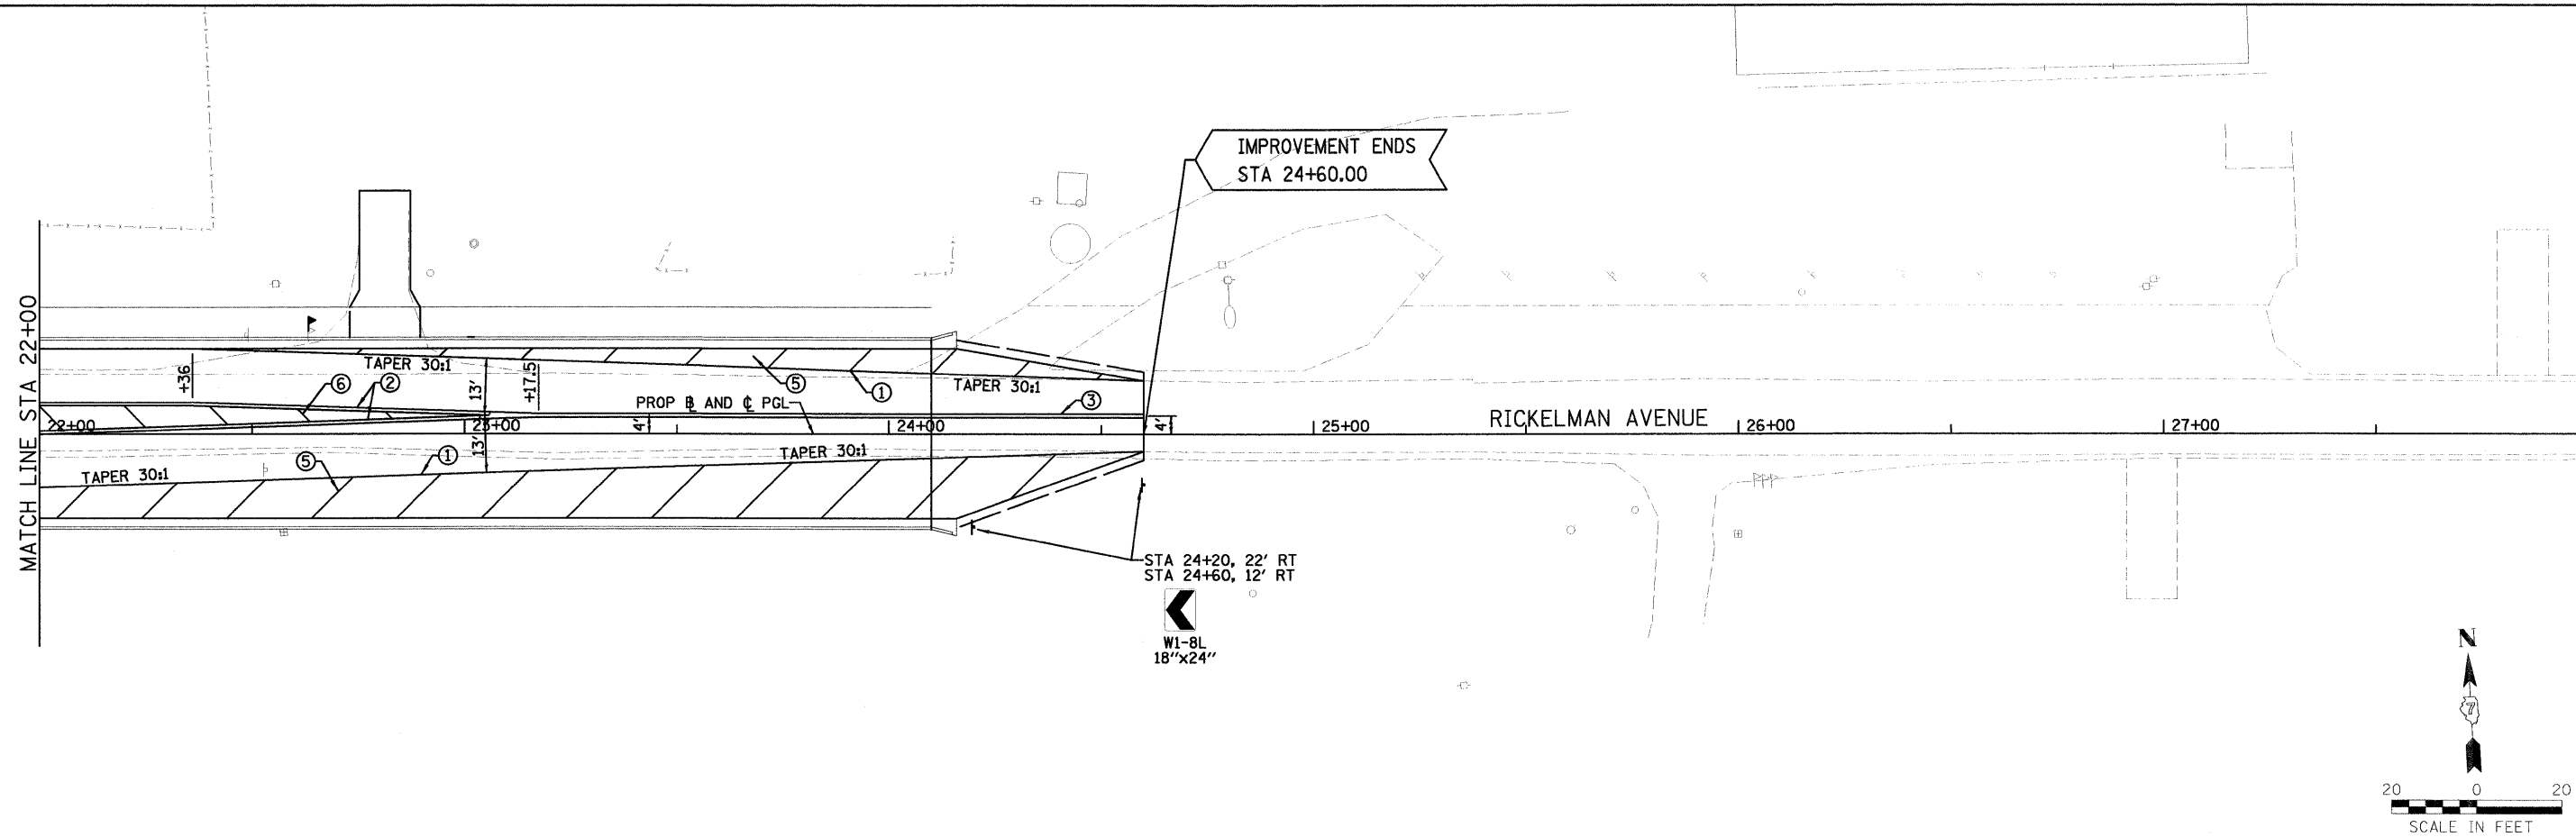 IMPROVEMENT ENDS
STA 24+60.00
MATCH LINE STA 22+00
+36
TAPER 30:1
13'
+17.5
⑤
①
TAPER 30:1
⑥
②
PROP ⅊ AND ℄ PGL
③
22+00
23+00
4'
24+00
4'
25+00
RICKELMAN AVENUE
26+00
27+00
13'
TAPER 30:1
⑤
①
TAPER 30:1
STA 24+20, 22' RT
STA 24+60, 12' RT
W1-8L
18"x24"
N
7
20 0 20
SCALE IN FEET